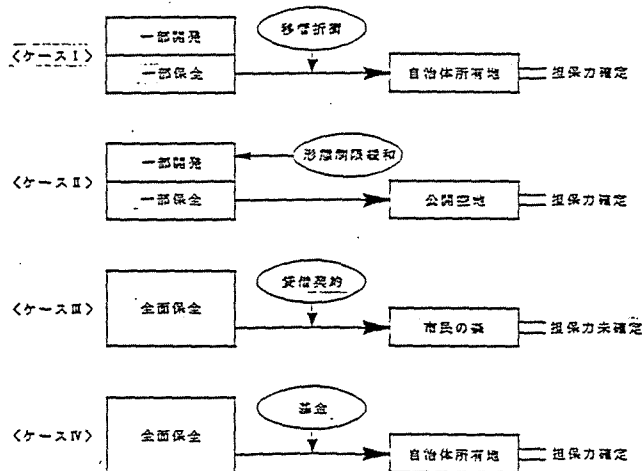 一部開発
移管折衝
〈ケースⅠ〉
一部保全
自治体所有地
担保力確定
一部開発
形態制限緩和
〈ケースⅡ〉
一部保全
公開空地
担保力確定
〈ケースⅢ〉
全面保全
貸借契約
市民の森
担保力未確定
〈ケースⅣ〉
全面保全
基金
自治体所有地
担保力確定